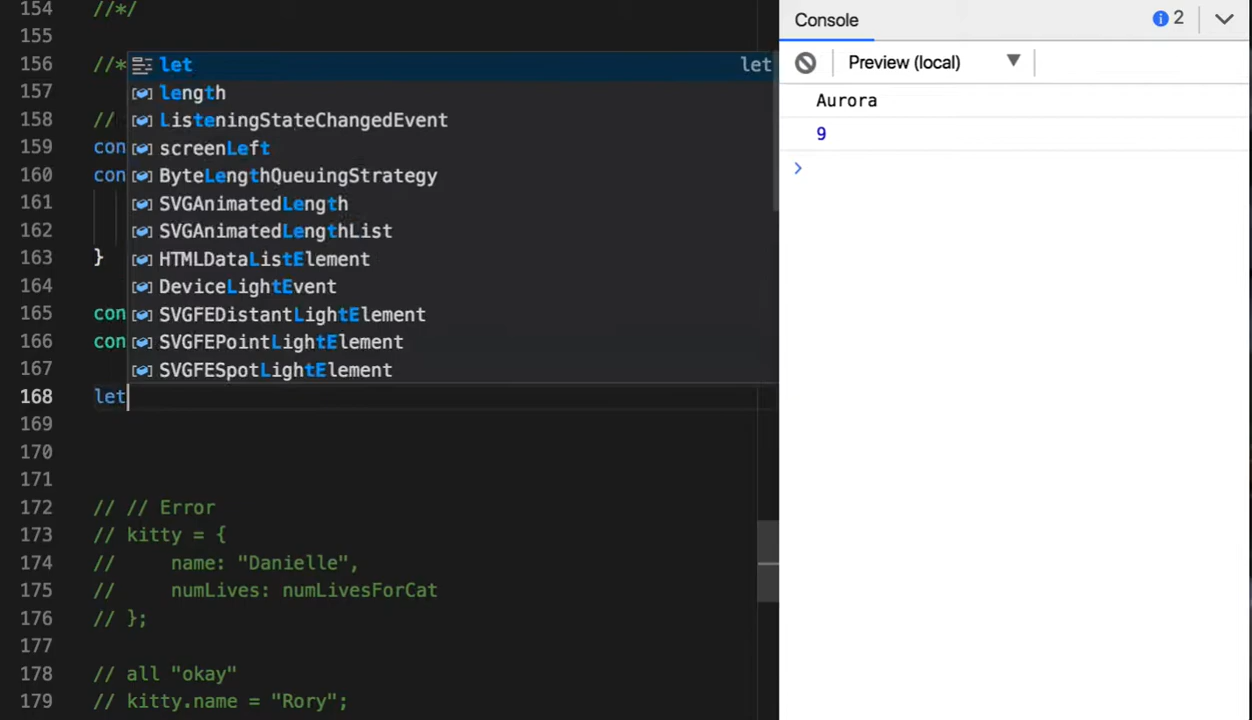 154 //*/
155
156 //*
157
158 //
159 con
160 con
161
162
163 }
164
165 con
166 con
167
168 let
169
170
171
172 // // Error
173 // kitty = {
174 //     name: "Danielle",
175 //     numLives: numLivesForCat
176 // };
177
178 // all "okay"
179 // kitty.name = "Rory";
let let
length
ListeningStateChangedEvent
screenLeft
ByteLengthQueuingStrategy
SVGAnimatedLength
SVGAnimatedLengthList
HTMLDataListElement
DeviceLightEvent
SVGFEDistantLightElement
SVGFEPointLightElement
SVGFESpotLightElement
Console 2
Preview (local)
Aurora
9